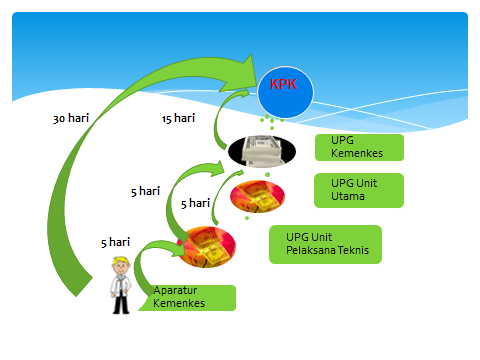 KPK
30 hari
15 hari
UPG
Kemenkes
5 hari
5 hari
UPG Unit
Utama
5 hari
UPG Unit
Pelaksana Teknis
Aparatur
Kemenkes